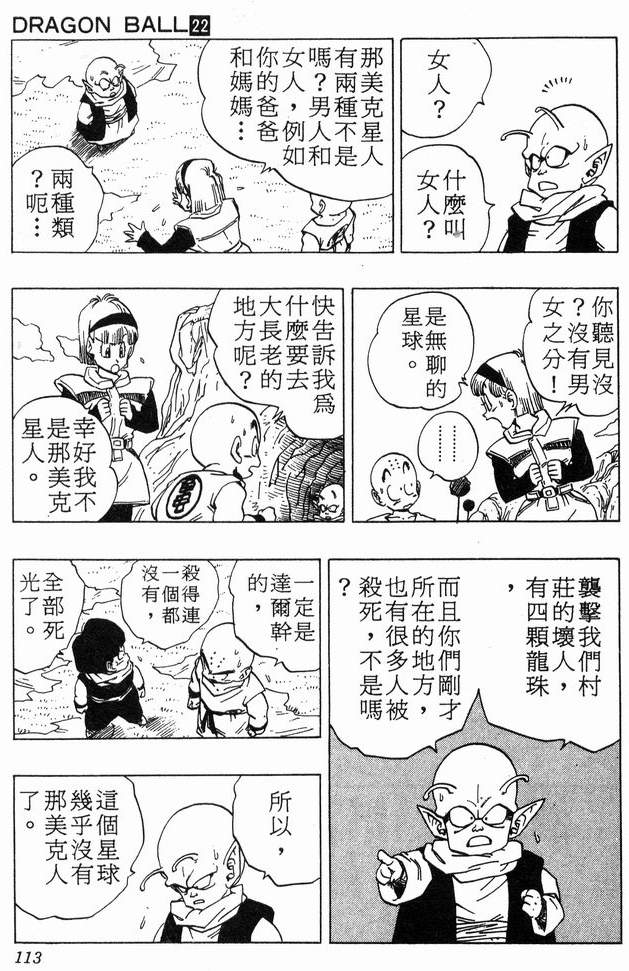 DRAGON BALL 22
女人?
什麼叫
女人?
那美克星人
有兩種不是
嗎?男人和
女人,例如
你的爸爸
和媽媽⋯
兩種類
?呃⋯
你聽見沒
?沒有男
女之分!
是無聊的
星球。
⋯⋯
快告訴我為
什麼要去
大長老的
地方呢?
幸好我不
是那美克
星人。
襲擊我們村
莊的壞人,
有四顆龍珠
,
而且你們剛才
所在的地方,
也有很多人被
殺死,不是嗎
?
一定是
達爾幹
的,
殺得連
一個都
沒有,
全部死
光了。
所以,
這個星球
幾乎沒有
那美克人
了。
113